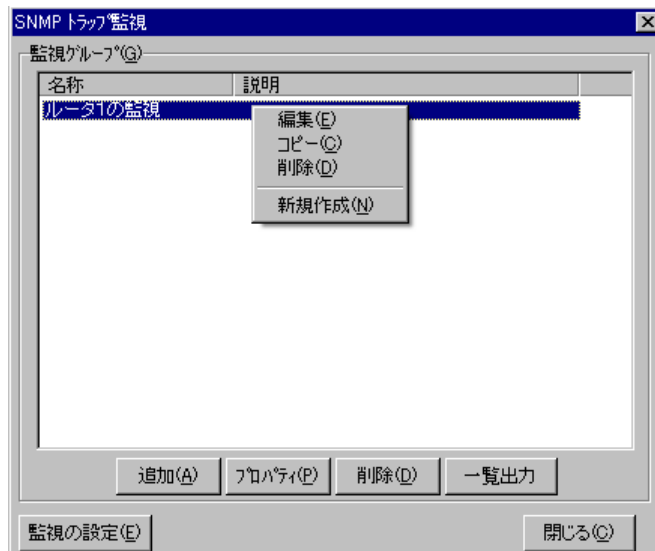 SNMP ﾄﾗｯﾌﾟ監視
監視ｸﾞﾙｰﾌﾟ(G)
名称 説明
ルータ1の監視
編集(E)
コピー(C)
削除(D)
新規作成(N)
追加(A) ﾌﾟﾛﾊﾟﾃｨ(P) 削除(D) 一覧出力
監視の設定(E) 閉じる(C)